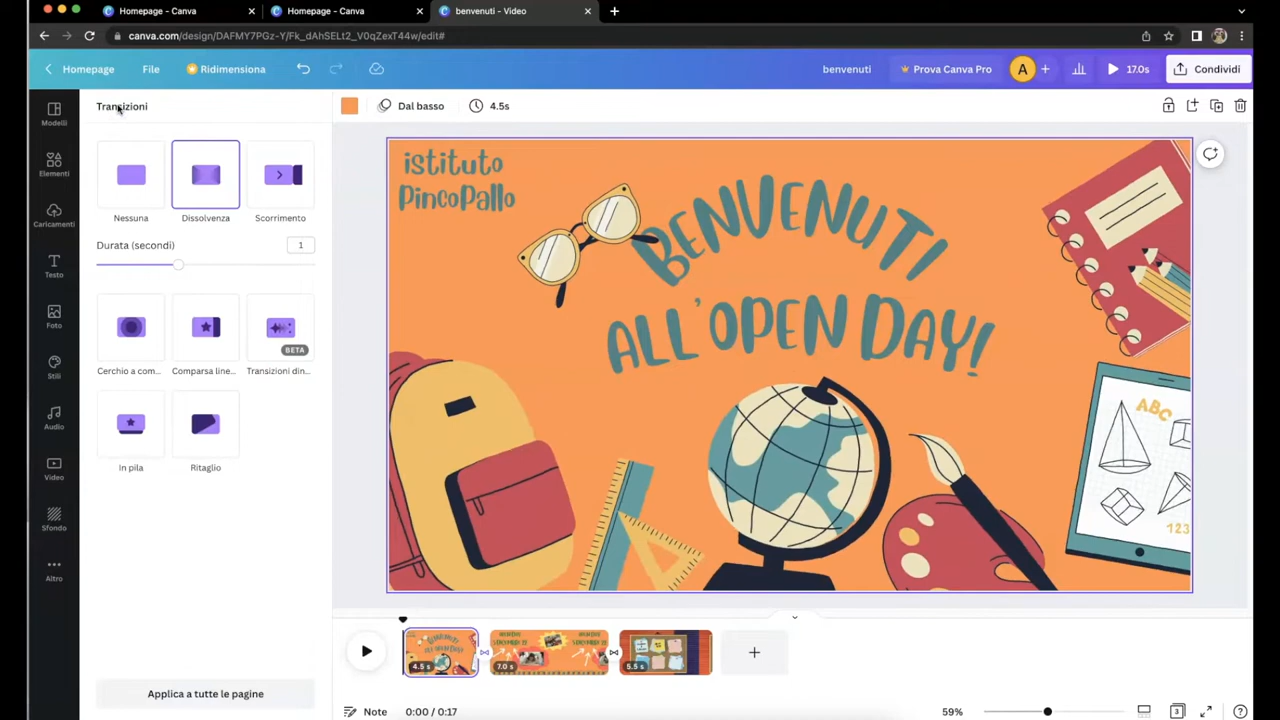 Homepage - Canva
Homepage - Canva
benvenuti - Video
canva.com/design/DAFMY7PGz-Y/Fk_dAhSELt2_V0qZexT44w/edit#
Homepage
File
Ridimensiona
benvenuti
Prova Canva Pro
A
17.0s
Condividi
Modelli
Elementi
Caricamenti
Testo
Foto
Stili
Audio
Video
Sfondo
Altro
Transizioni
Nessuna
Dissolvenza
Scorrimento
Durata (secondi)
1
BETA
Cerchio a com...
Comparsa line...
Transizioni din...
In pila
Ritaglio
Applica a tutte le pagine
Dal basso
4.5s
istituto
PincoPallo
BENVENUTI
ALL'OPEN DAY!
ABC
123
4.5 s
7.0 s
5.5 s
Note
0:00 / 0:17
59%
3